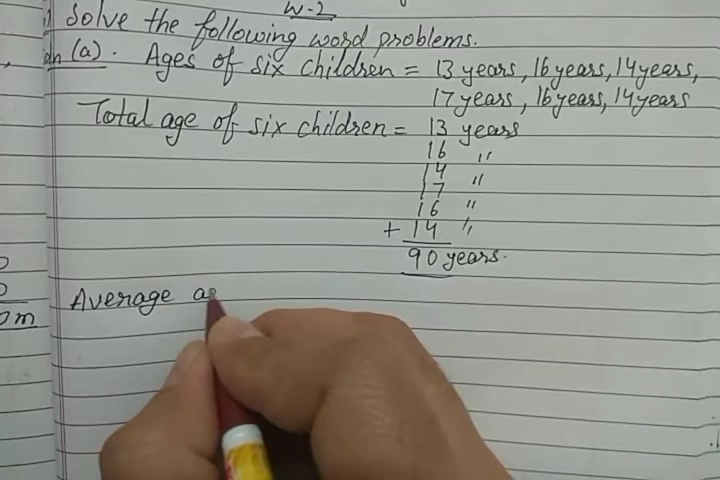 W-2
1) Solve the following word problems.
(a). Ages of six children = 13 years, 16 years, 14 years,
17 years, 16 years, 14 years
Total age of six children = 13 years
16 "
14
17 "
16 "
+ 14 "
90 years.
Average a
m